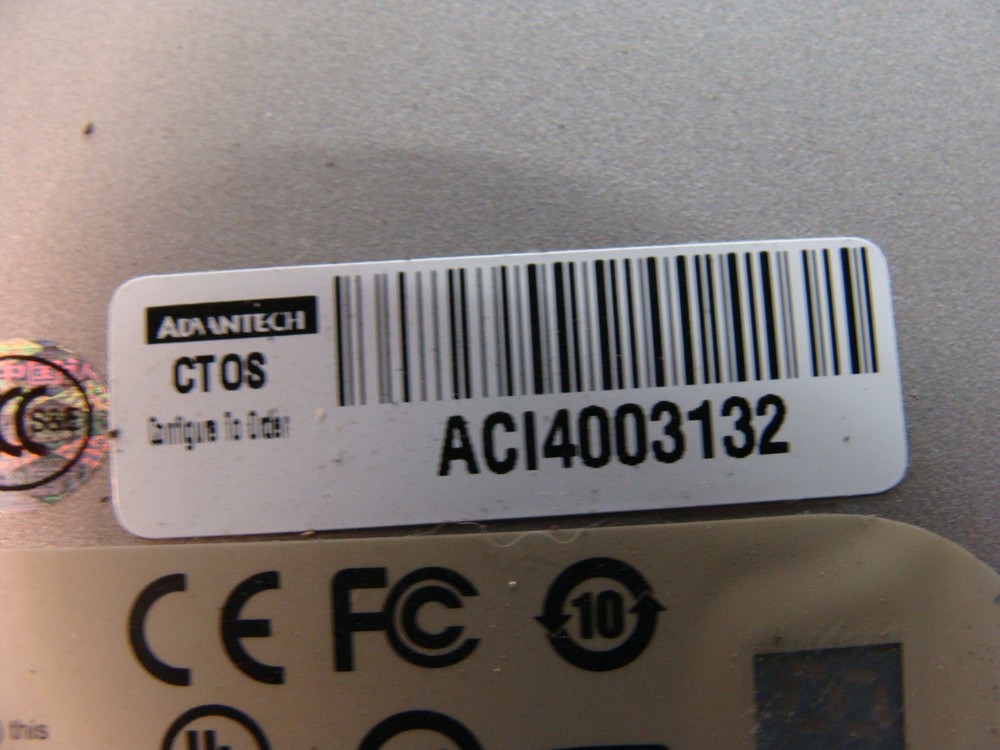 ADVANTECH
CTOS
Configure To Order
ACI4003132
S&E
CE FC 10
) this